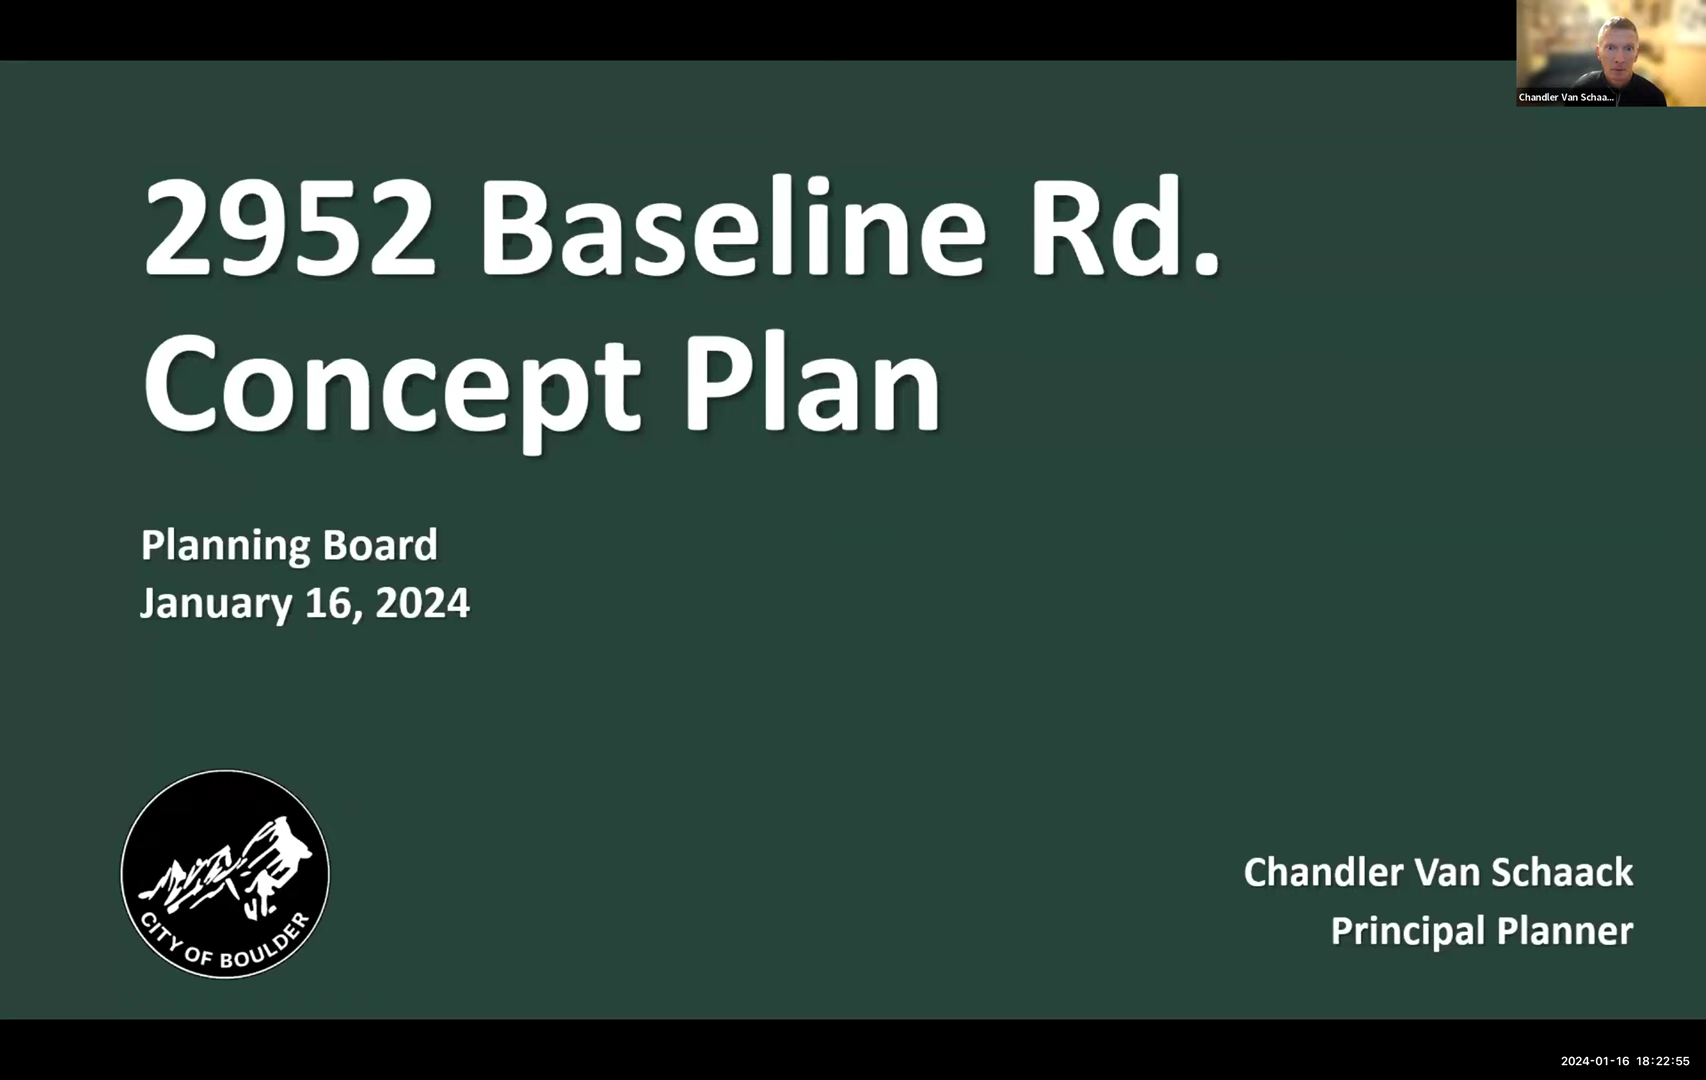 Chandler Van Schaa...
2952 Baseline Rd.
Concept Plan
Planning Board
January 16, 2024
CITY OF BOULDER
Chandler Van Schaack
Principal Planner
2024-01-16 18:22:55